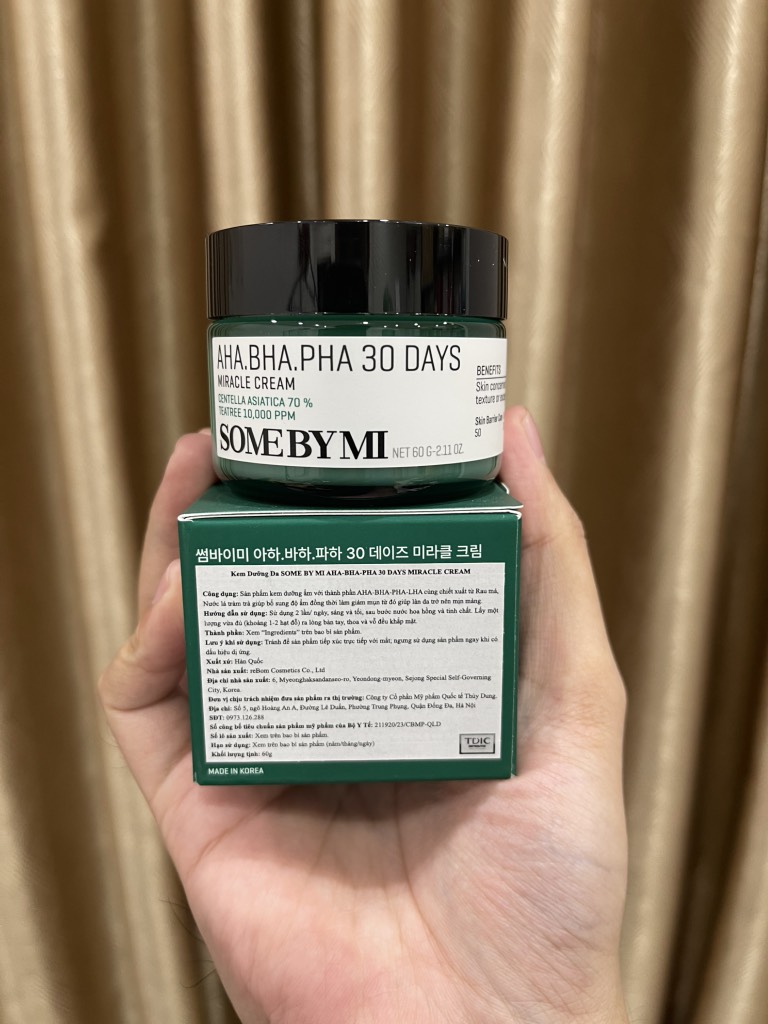 AHA.BHA.PHA 30 DAYS
MIRACLE CREAM
CENTELLA ASIATICA 70 %
TEATREE 10,000 PPM
SOME BY MI
NET 60 G-2.11 OZ.
BENEFITS
Skin
texture
Skin Barrier
50
썸바이미 아하.바하.파하 30 데이즈 미라클 크림
Kem Dưỡng Da SOME BY MI AHA-BHA-PHA 30 DAYS MIRACLE CREAM
Công dụng: Sản phẩm kem dưỡng ẩm với thành phần AHA-BHA-PHA-LHA cùng chiết xuất từ Rau má,
Nước lá tràm trà giúp bổ sung độ ẩm đồng thời làm giảm mụn từ đó giúp làn da trở nên mịn màng.
Hướng dẫn sử dụng: Sử dụng 2 lần/ ngày, sáng và tối, sau bước nước hoa hồng và tinh chất. Lấy một
lượng vừa đủ (khoảng 1-2 hạt đỗ) ra lòng bàn tay, thoa và vỗ đều khắp mặt.
Thành phần: Xem "Ingredients" trên bao bì sản phẩm.
Lưu ý khi sử dụng: Tránh để sản phẩm tiếp xúc trực tiếp với mắt; ngưng sử dụng sản phẩm ngay khi có
dấu hiệu dị ứng.
Xuất xứ: Hàn Quốc
Nhà sản xuất: reBom Cosmetics Co., Ltd
Địa chỉ nhà sản xuất: 6, Myeonghaksandanseo-ro, Yeondong-myeon, Sejong Special Self-Governing
City, Korea.
Đơn vị chịu trách nhiệm đưa sản phẩm ra thị trường: Công ty Cổ phần Mỹ phẩm Quốc tế Thùy Dung.
Địa chỉ: Số 5, ngõ Hoàng An A, Đường Lê Duẩn, Phường Trung Phụng, Quận Đống Đa, Hà Nội.
SĐT: 0973.126.288
Số công bố tiêu chuẩn sản phẩm mỹ phẩm của Bộ Y TẾ: 211920/23/CBMP-QLD
Số lô sản xuất: Xem trên bao bì sản phẩm.
Hạn sử dụng: Xem trên bao bì sản phẩm (năm/tháng/ngày)
Khối lượng tịnh: 60g
TDIC
MADE IN KOREA